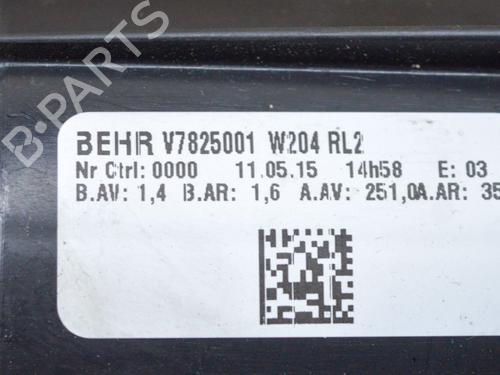 BEHR V7825001 W204 RL2
Nr Ctrl: 0000 11.05.15 14h58 E: 03
B.AV: 1,4 B.AR: 1,6 A.AV: 251,0A.AR: 35
B-PARTS